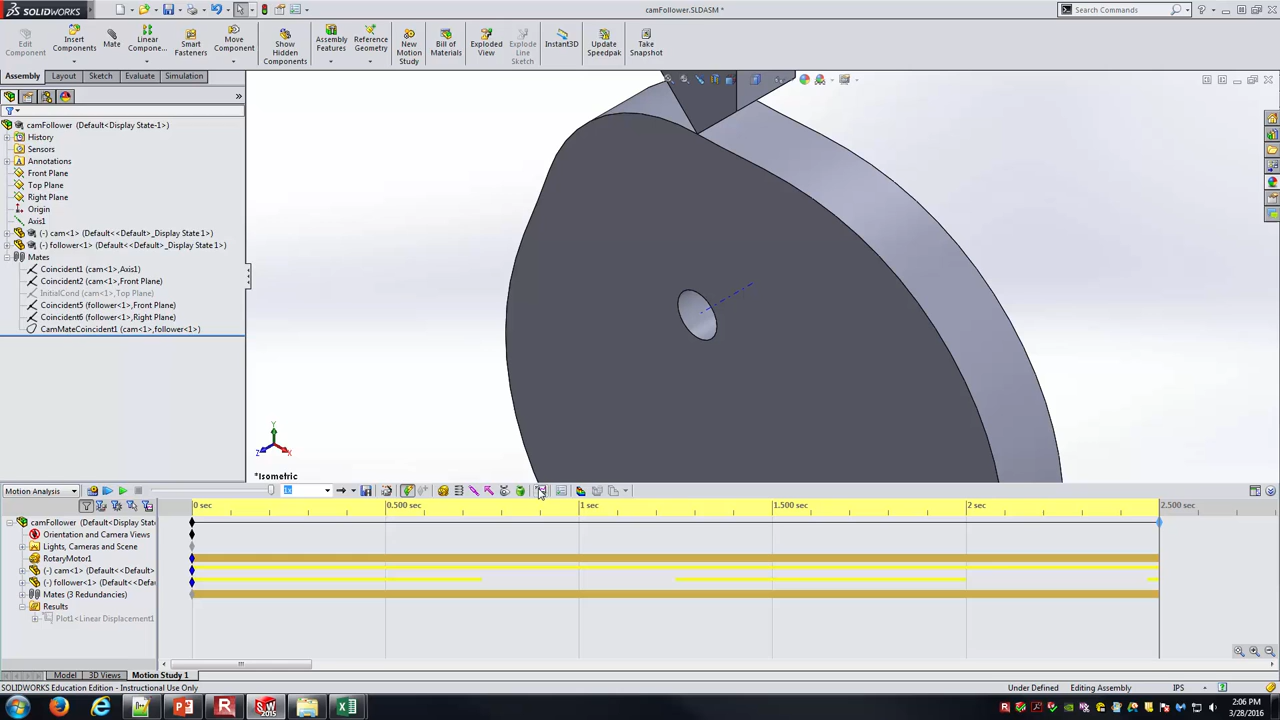 SOLIDWORKS
camFollower.SLDASM *
Search Commands
Edit
Component
Insert
Components
Mate
Linear
Compone...
Smart
Fasteners
Move
Component
Show
Hidden
Components
Assembly
Features
Reference
Geometry
New
Motion
Study
Bill of
Materials
Exploded
View
Explode
Line
Sketch
Instant3D
Update
Speedpak
Take
Snapshot
Assembly Layout Sketch Evaluate Simulation
camFollower (Default<Display State-1>)
History
Sensors
Annotations
Front Plane
Top Plane
Right Plane
Origin
Axis1
(-) cam<1> (Default<<Default>_Display State 1>)
(-) follower<1> (Default<<Default>_Display State 1>)
Mates
Coincident1 (cam<1>,Axis1)
Coincident2 (cam<1>,Front Plane)
InitialCond (cam<1>,Top Plane)
Coincident5 (follower<1>,Front Plane)
Coincident6 (follower<1>,Right Plane)
CamMateCoincident1 (cam<1>,follower<1>)
Y
Z
X
*Isometric
Motion Analysis
0 sec 0.500 sec 1 sec 1.500 sec 2 sec 2.500 sec
camFollower (Default<Display State
Orientation and Camera Views
Lights, Cameras and Scene
RotaryMotor1
(-) cam<1> (Default<<Defau
(-) follower<1> (Default<<Defau
Mates (3 Redundancies)
Results
Plot1<Linear Displacement1
Model 3D Views Motion Study 1
SOLIDWORKS Education Edition - Instructional Use Only
Under Defined Editing Assembly IPS
2:06 PM
3/28/2016